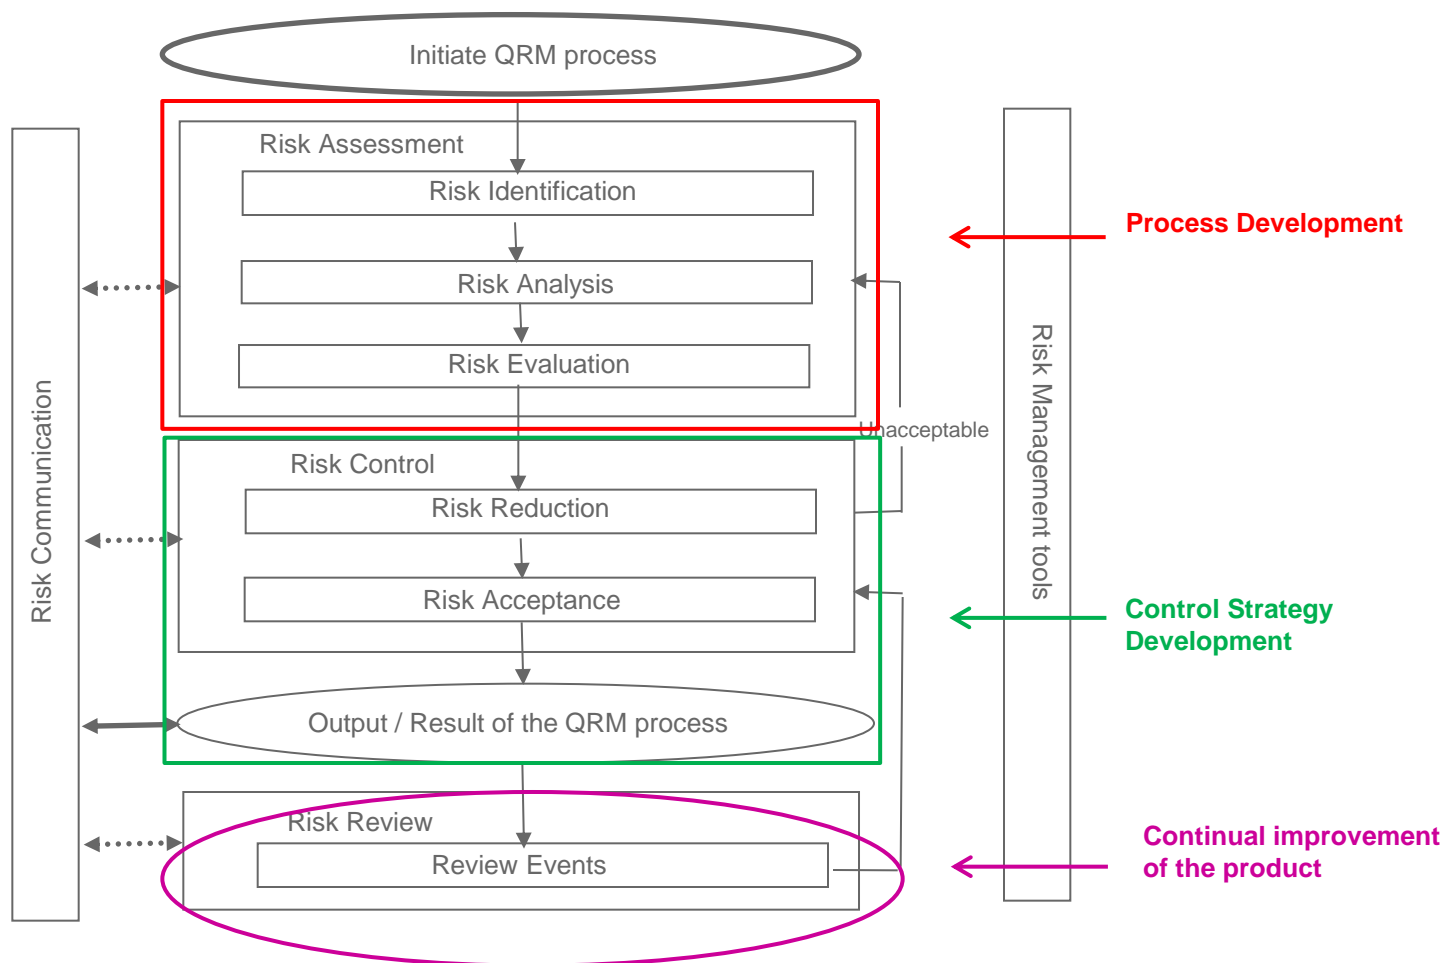 Initiate QRM process
Risk Assessment
Risk Identification
Process Development
Risk Analysis
Risk Evaluation
Risk Communication
Risk Management tools
Unacceptable
Risk Control
Risk Reduction
Risk Acceptance
Control Strategy
Development
Output / Result of the QRM process
Risk Review
Review Events
Continual improvement
of the product